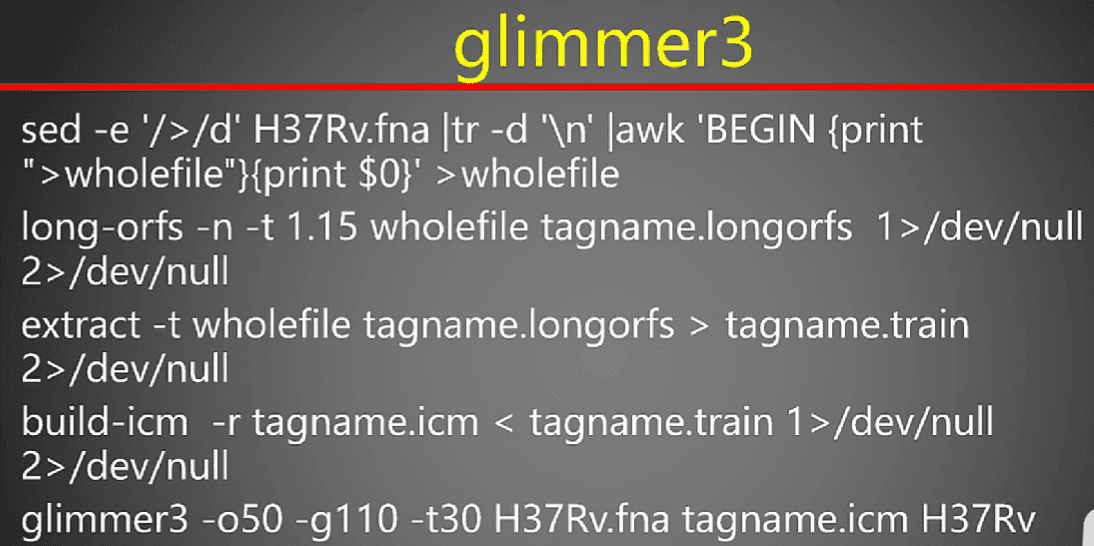 glimmer3
sed -e '/>/d' H37Rv.fna |tr -d '\n' |awk 'BEGIN {print
">wholefile"}{print $0}' >wholefile
long-orfs -n -t 1.15 wholefile tagname.longorfs  1>/dev/null
2>/dev/null
extract -t wholefile tagname.longorfs > tagname.train
2>/dev/null
build-icm  -r tagname.icm < tagname.train 1>/dev/null
2>/dev/null
glimmer3 -o50 -g110 -t30 H37Rv.fna tagname.icm H37Rv